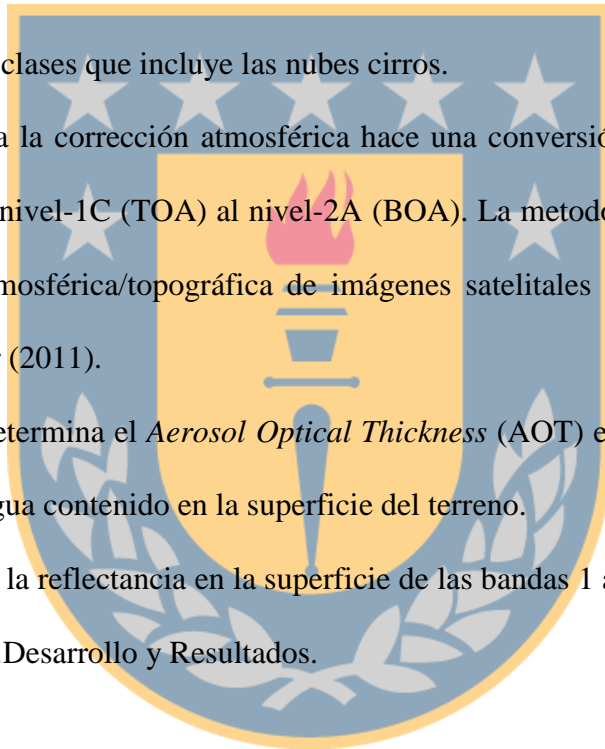 clases que incluye las nubes cirros.
a la corrección atmosférica hace una conversió
nivel-1C (TOA) al nivel-2A (BOA). La metodo
mosférica/topográfica de imágenes satelitales
(2011).
etermina el Aerosol Optical Thickness (AOT) e
gua contenido en la superficie del terreno.
la reflectancia en la superficie de las bandas 1 a
Desarrollo y Resultados.